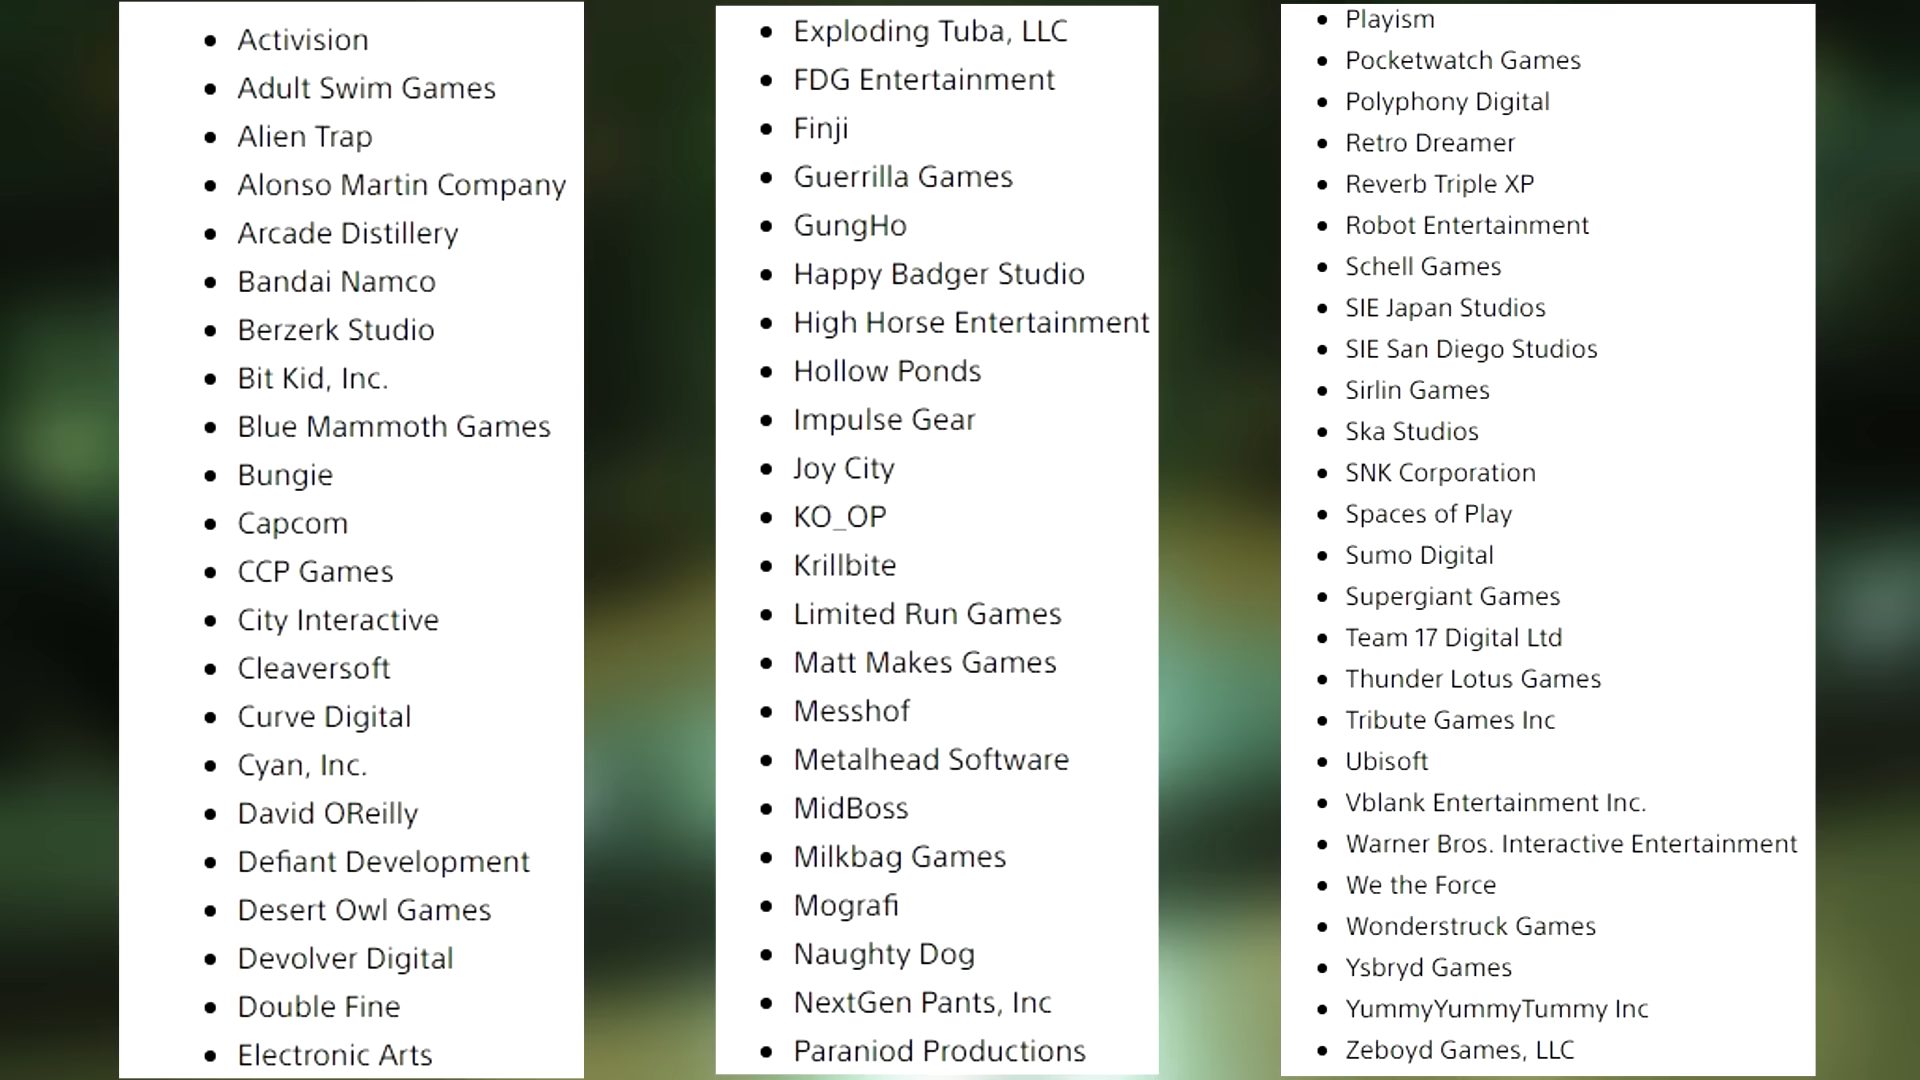 Activision
Adult Swim Games
Alien Trap
Alonso Martin Company
Arcade Distillery
Bandai Namco
Berzerk Studio
Bit Kid, Inc.
Blue Mammoth Games
Bungie
Capcom
CCP Games
City Interactive
Cleaversoft
Curve Digital
Cyan, Inc.
David OReilly
Defiant Development
Desert Owl Games
Devolver Digital
Double Fine
Electronic Arts
Exploding Tuba, LLC
FDG Entertainment
Finji
Guerrilla Games
GungHo
Happy Badger Studio
High Horse Entertainment
Hollow Ponds
Impulse Gear
Joy City
KO_OP
Krillbite
Limited Run Games
Matt Makes Games
Messhof
Metalhead Software
MidBoss
Milkbag Games
Mografi
Naughty Dog
NextGen Pants, Inc
Paraniod Productions
Playism
Pocketwatch Games
Polyphony Digital
Retro Dreamer
Reverb Triple XP
Robot Entertainment
Schell Games
SIE Japan Studios
SIE San Diego Studios
Sirlin Games
Ska Studios
SNK Corporation
Spaces of Play
Sumo Digital
Supergiant Games
Team 17 Digital Ltd
Thunder Lotus Games
Tribute Games Inc
Ubisoft
Vblank Entertainment Inc.
Warner Bros. Interactive Entertainment
We the Force
Wonderstruck Games
Ysbryd Games
YummyYummyTummy Inc
Zeboyd Games, LLC